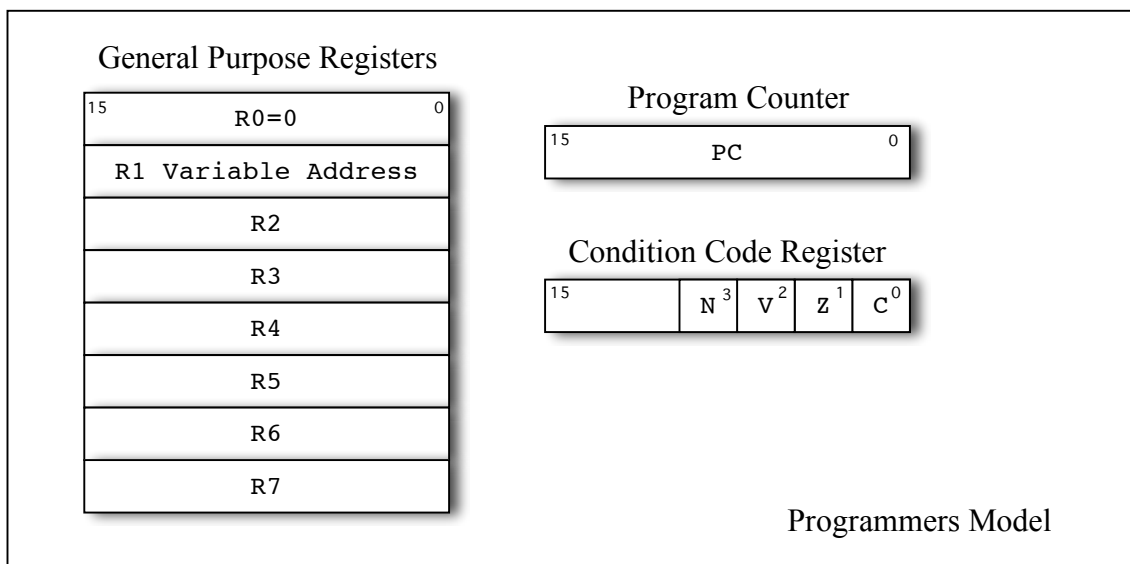 General Purpose Registers
15 R0=0 0
R1 Variable Address
R2
R3
R4
R5
R6
R7
Program Counter
15 PC 0
Condition Code Register
15 N 3 V 2 Z 1 C 0
Programmers Model